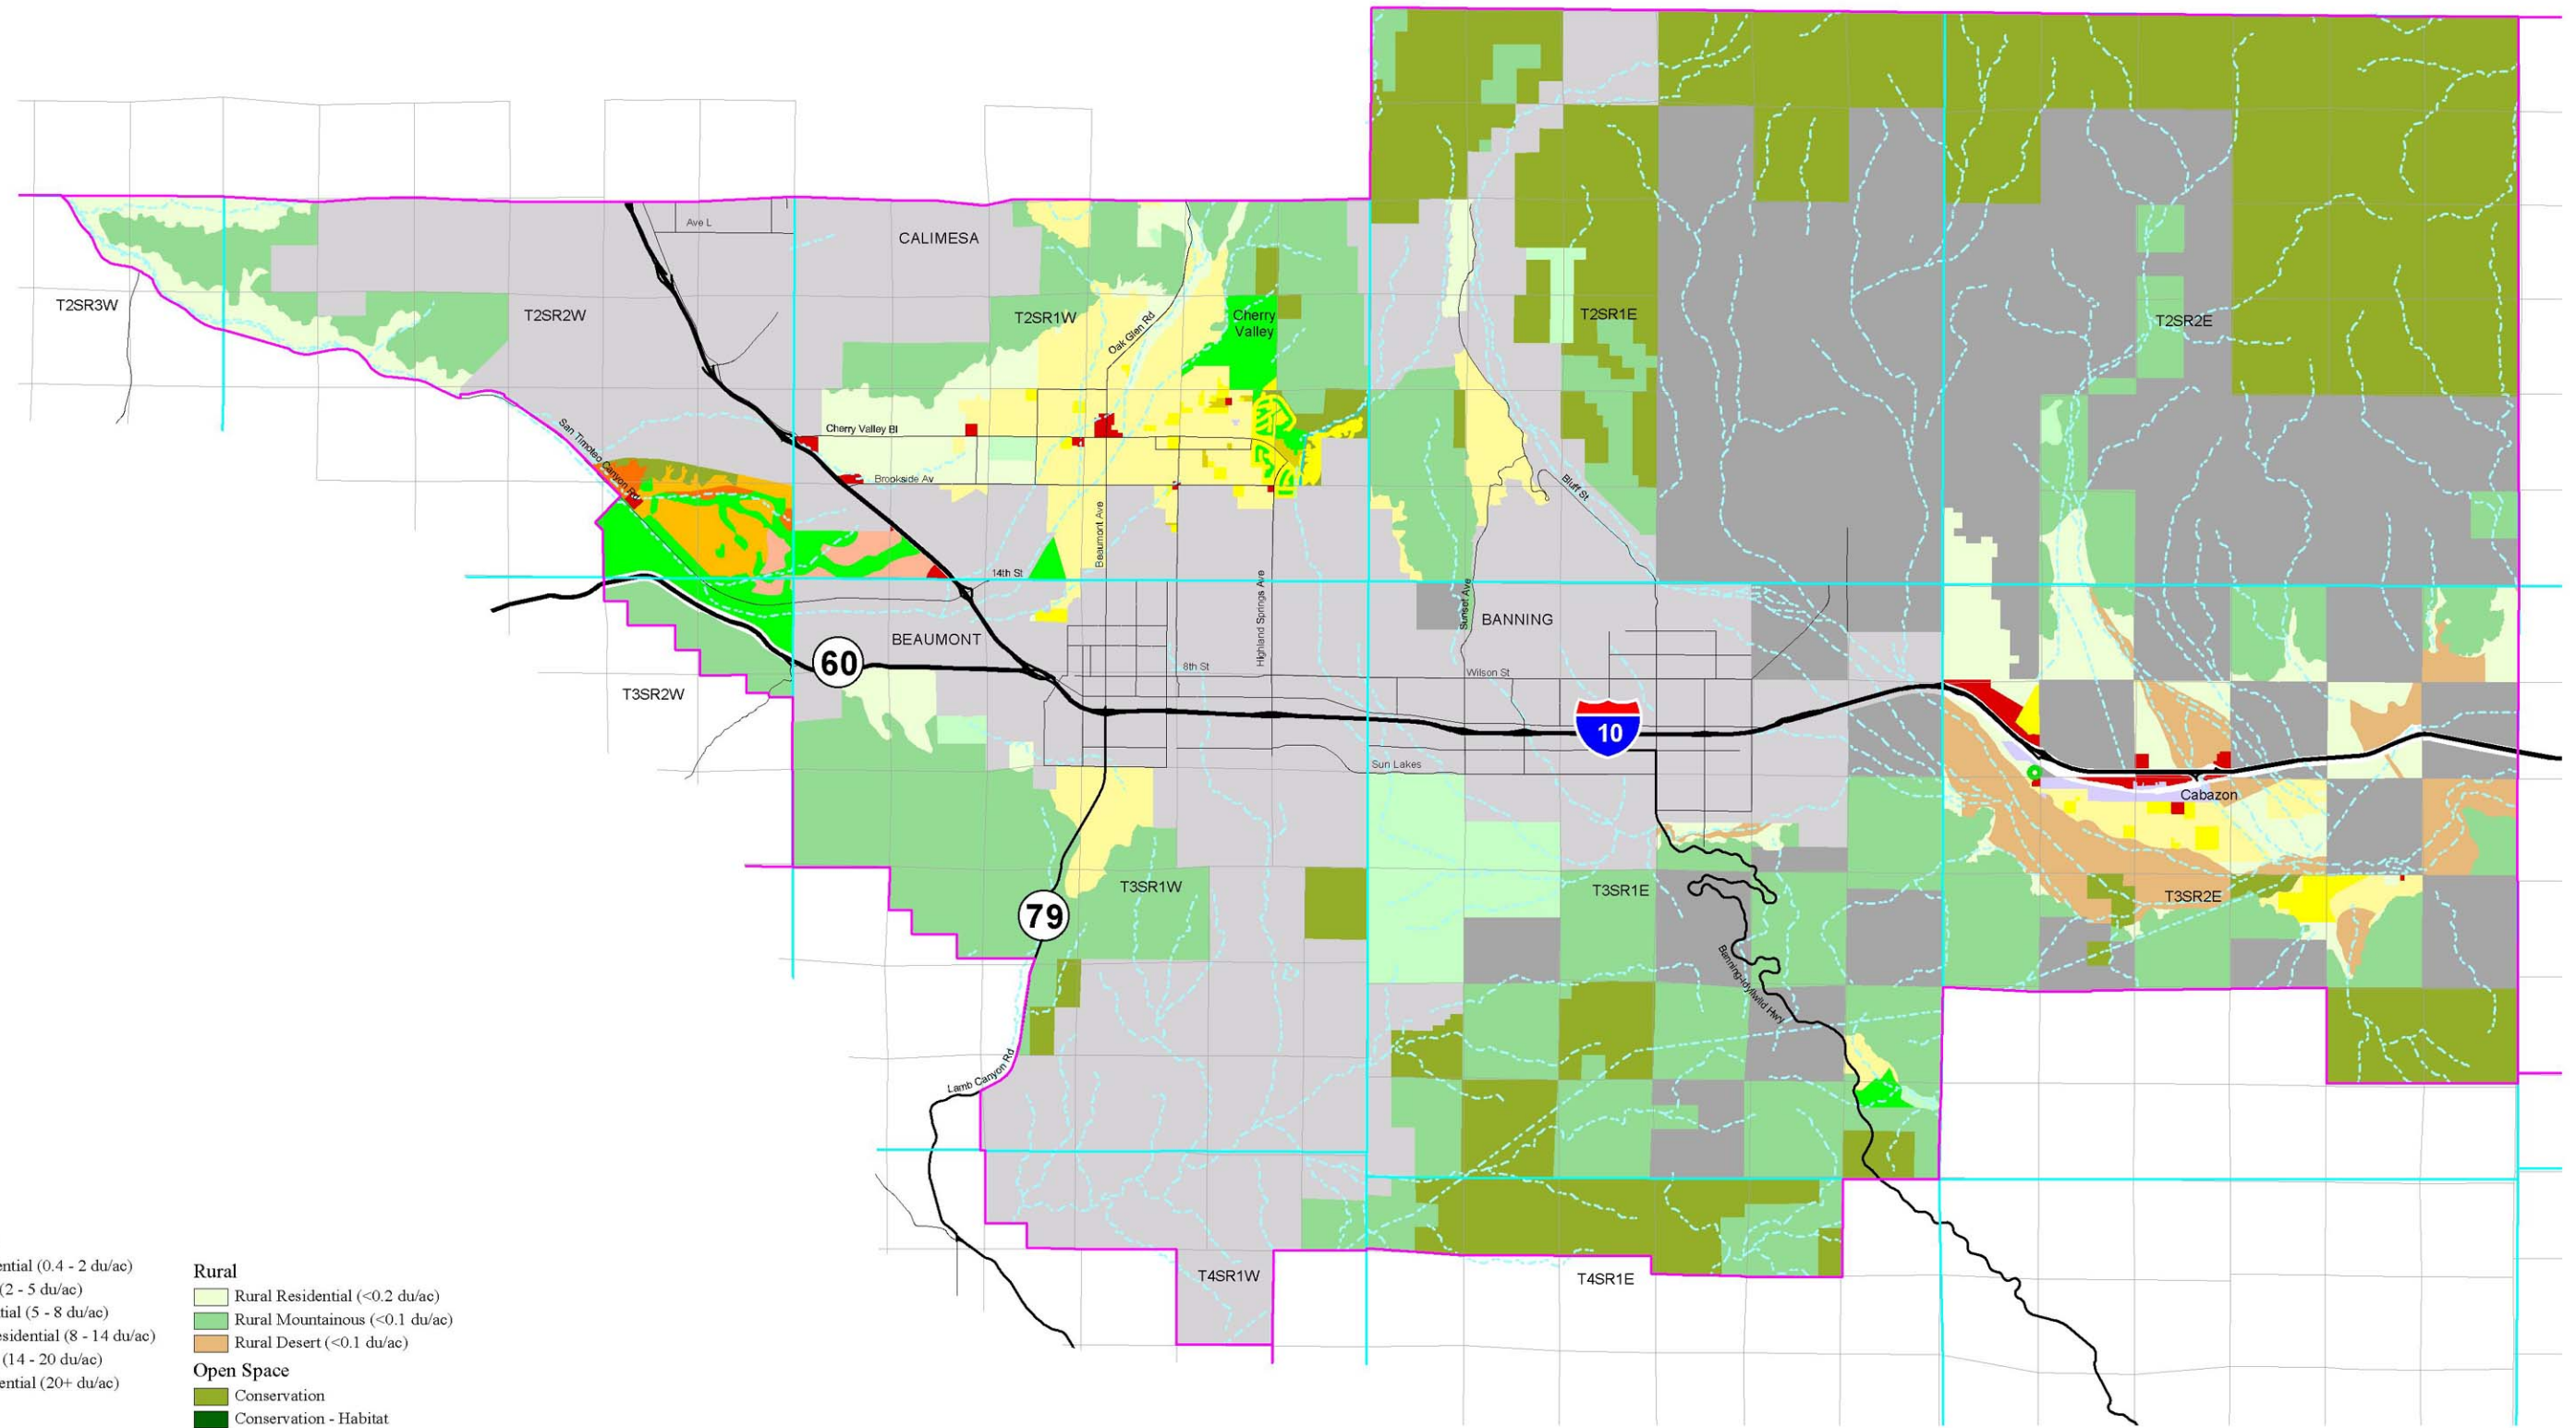 Ave L
CALIMESA
T2SR3W
T2SR2W
T2SR1W
Oak Glen Rd
Cherry
Valley
T2SR1E
T2SR2E
San Timoteo Canyon Rd
Cherry Valley Bl
Brookside Av
Beaumont Ave
14th St
Highland Springs Ave
Bluff St
Sunset Ave
BANNING
BEAUMONT
60
8th St
Wilson St
T3SR2W
10
Sun Lakes
Cabazon
T3SR1W
T3SR1E
T3SR2E
79
Banning-Idyllwild Hwy
Lamb Canyon Rd
T4SR1W
T4SR1E
ential (0.4 - 2 du/ac)
(2 - 5 du/ac)
tial (5 - 8 du/ac)
esidential (8 - 14 du/ac)
(14 - 20 du/ac)
ential (20+ du/ac)
Rural
Rural Residential (<0.2 du/ac)
Rural Mountainous (<0.1 du/ac)
Rural Desert (<0.1 du/ac)
Open Space
Conservation
Conservation - Habitat